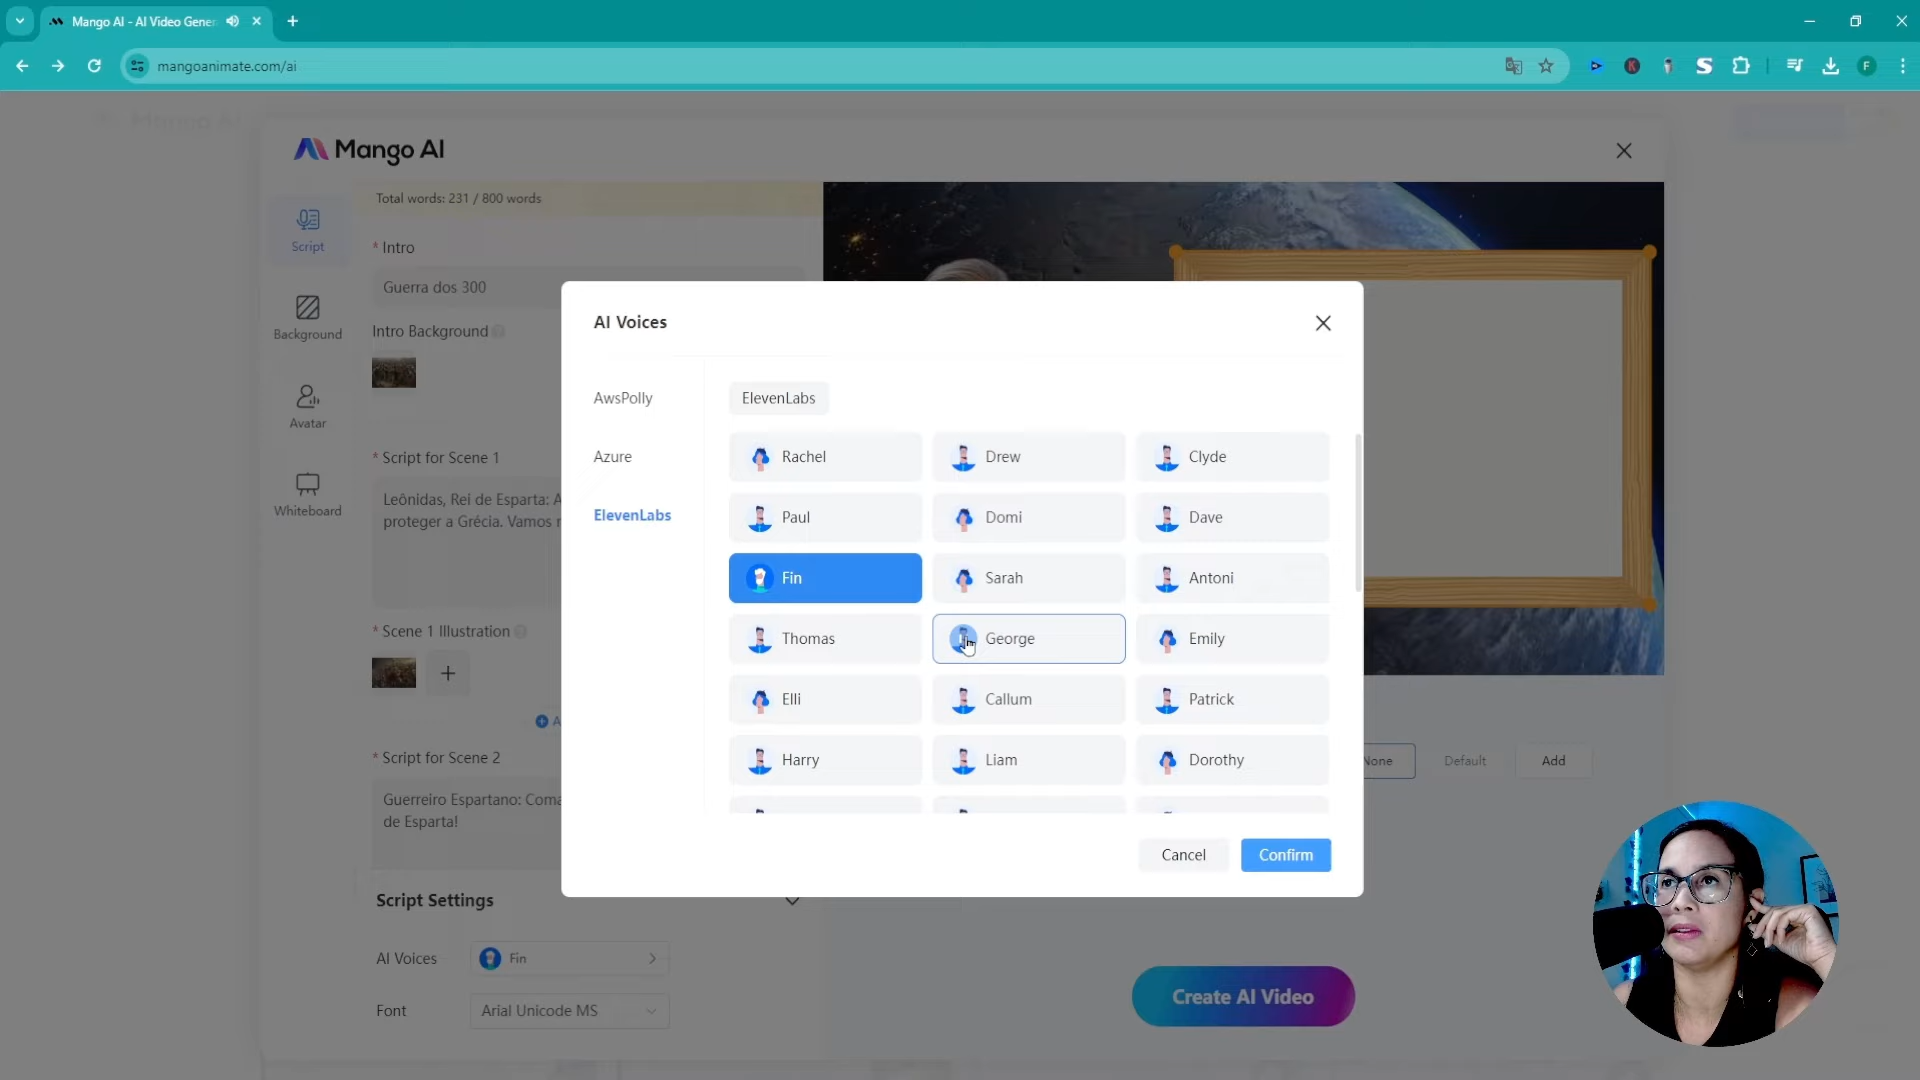 Mango AI - AI Video Gener
mangoanimate.com/ai
Mango AI
Mango AI
Total words: 231 / 800 words
Script
* Intro
Guerra dos 300
Background
Intro Background
Avatar
* Script for Scene 1
Leônidas, Rei de Esparta: A
proteger a Grécia. Vamos r
Whiteboard
* Scene 1 Illustration
A
* Script for Scene 2
Guerreiro Espartano: Coma
de Esparta!
Script Settings
AI Voices
Fin
Font
Arial Unicode MS
AI Voices
AwsPolly
Azure
ElevenLabs
ElevenLabs
Rachel
Drew
Clyde
Paul
Domi
Dave
Fin
Sarah
Antoni
Thomas
George
Emily
Elli
Callum
Patrick
Harry
Liam
Dorothy
Cancel
Confirm
None
Default
Add
Create AI Video
F
K
S